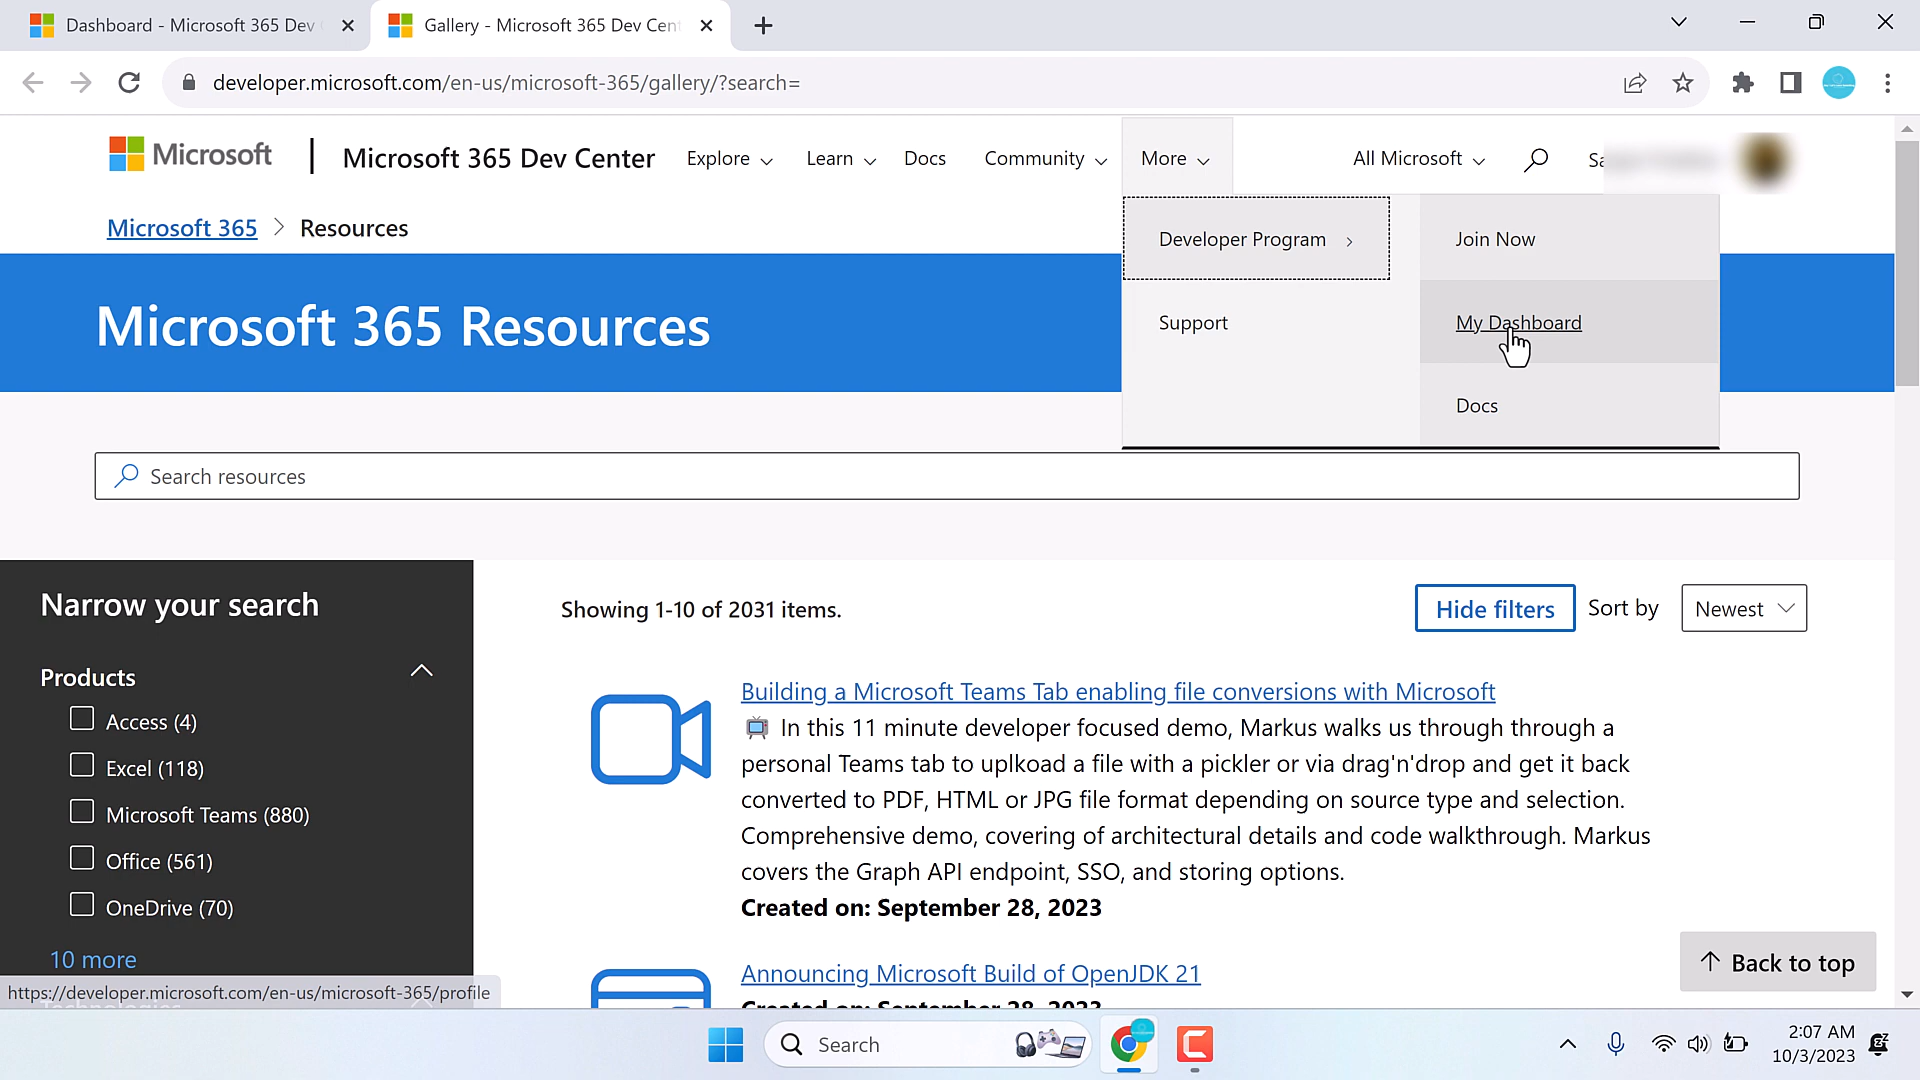 Dashboard - Microsoft 365 Dev
Gallery - Microsoft 365 Dev Cen
developer.microsoft.com/en-us/microsoft-365/gallery/?search=
Microsoft
Microsoft 365 Dev Center
Explore
Learn
Docs
Community
More
All Microsoft
Sa
Microsoft 365 > Resources
Developer Program >
Join Now
Support
My Dashboard
Docs
Microsoft 365 Resources
Search resources
Narrow your search
Products
Access (4)
Excel (118)
Microsoft Teams (880)
Office (561)
OneDrive (70)
10 more
https://developer.microsoft.com/en-us/microsoft-365/profile
Showing 1-10 of 2031 items.
Hide filters
Sort by
Newest
Building a Microsoft Teams Tab enabling file conversions with Microsoft
In this 11 minute developer focused demo, Markus walks us through through a
personal Teams tab to uplkoad a file with a pickler or via drag'n'drop and get it back
converted to PDF, HTML or JPG file format depending on source type and selection.
Comprehensive demo, covering of architectural details and code walkthrough. Markus
covers the Graph API endpoint, SSO, and storing options.
Created on: September 28, 2023
Announcing Microsoft Build of OpenJDK 21
Created on: September 28, 2023
Back to top
Search
2:07 AM
10/3/2023